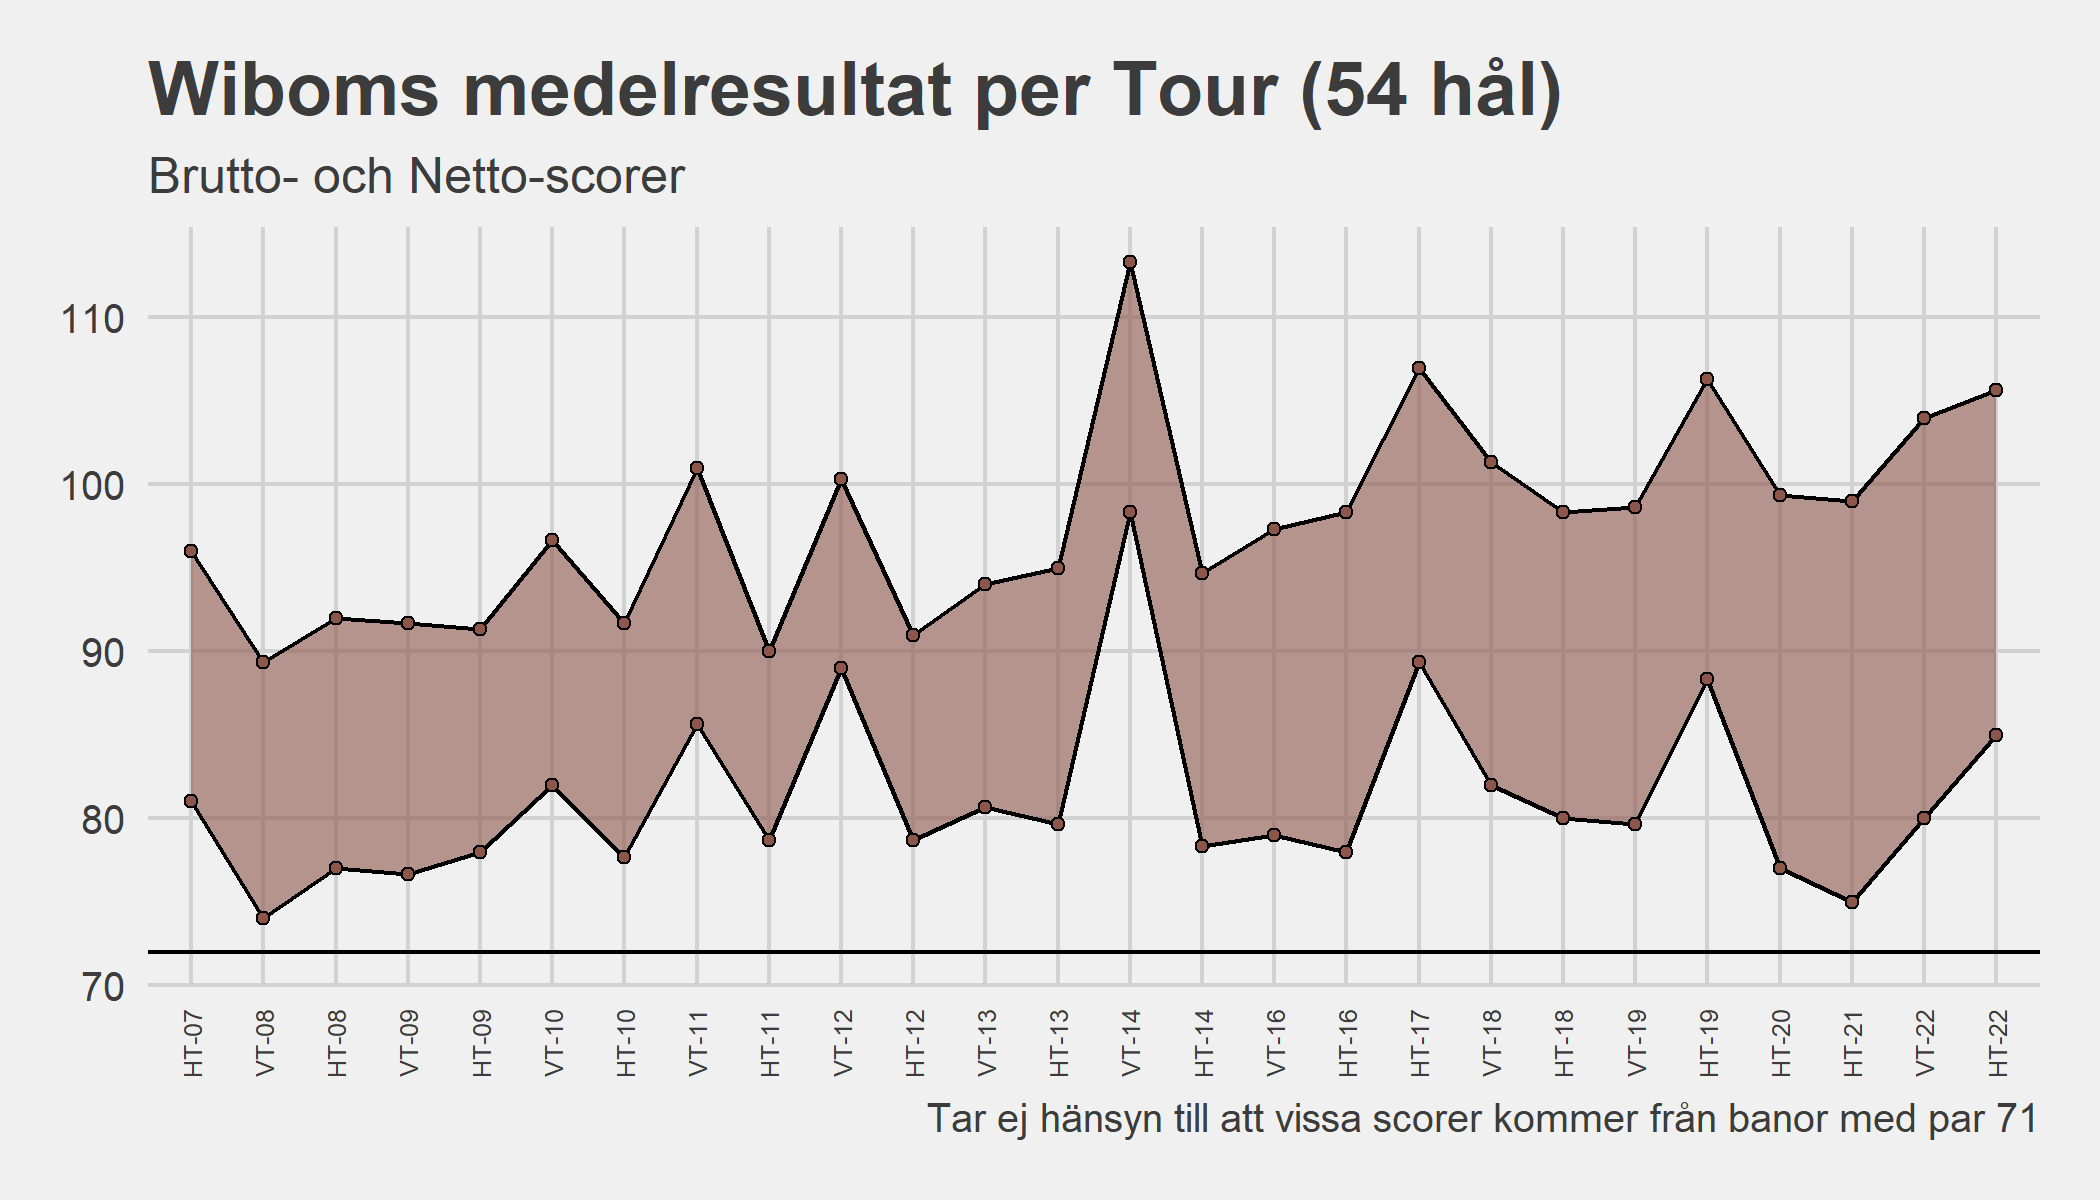 Wiboms medelresultat per Tour (54 hål)
Brutto- och Netto-scorer
110
100
90
80
70
HT-07
VT-08
HT-08
VT-09
HT-09
VT-10
HT-10
VT-11
HT-11
VT-12
HT-12
VT-13
HT-13
VT-14
HT-14
VT-16
HT-16
HT-17
VT-18
HT-18
VT-19
HT-19
HT-20
HT-21
VT-22
HT-22
Tar ej hänsyn till att vissa scorer kommer från banor med par 71